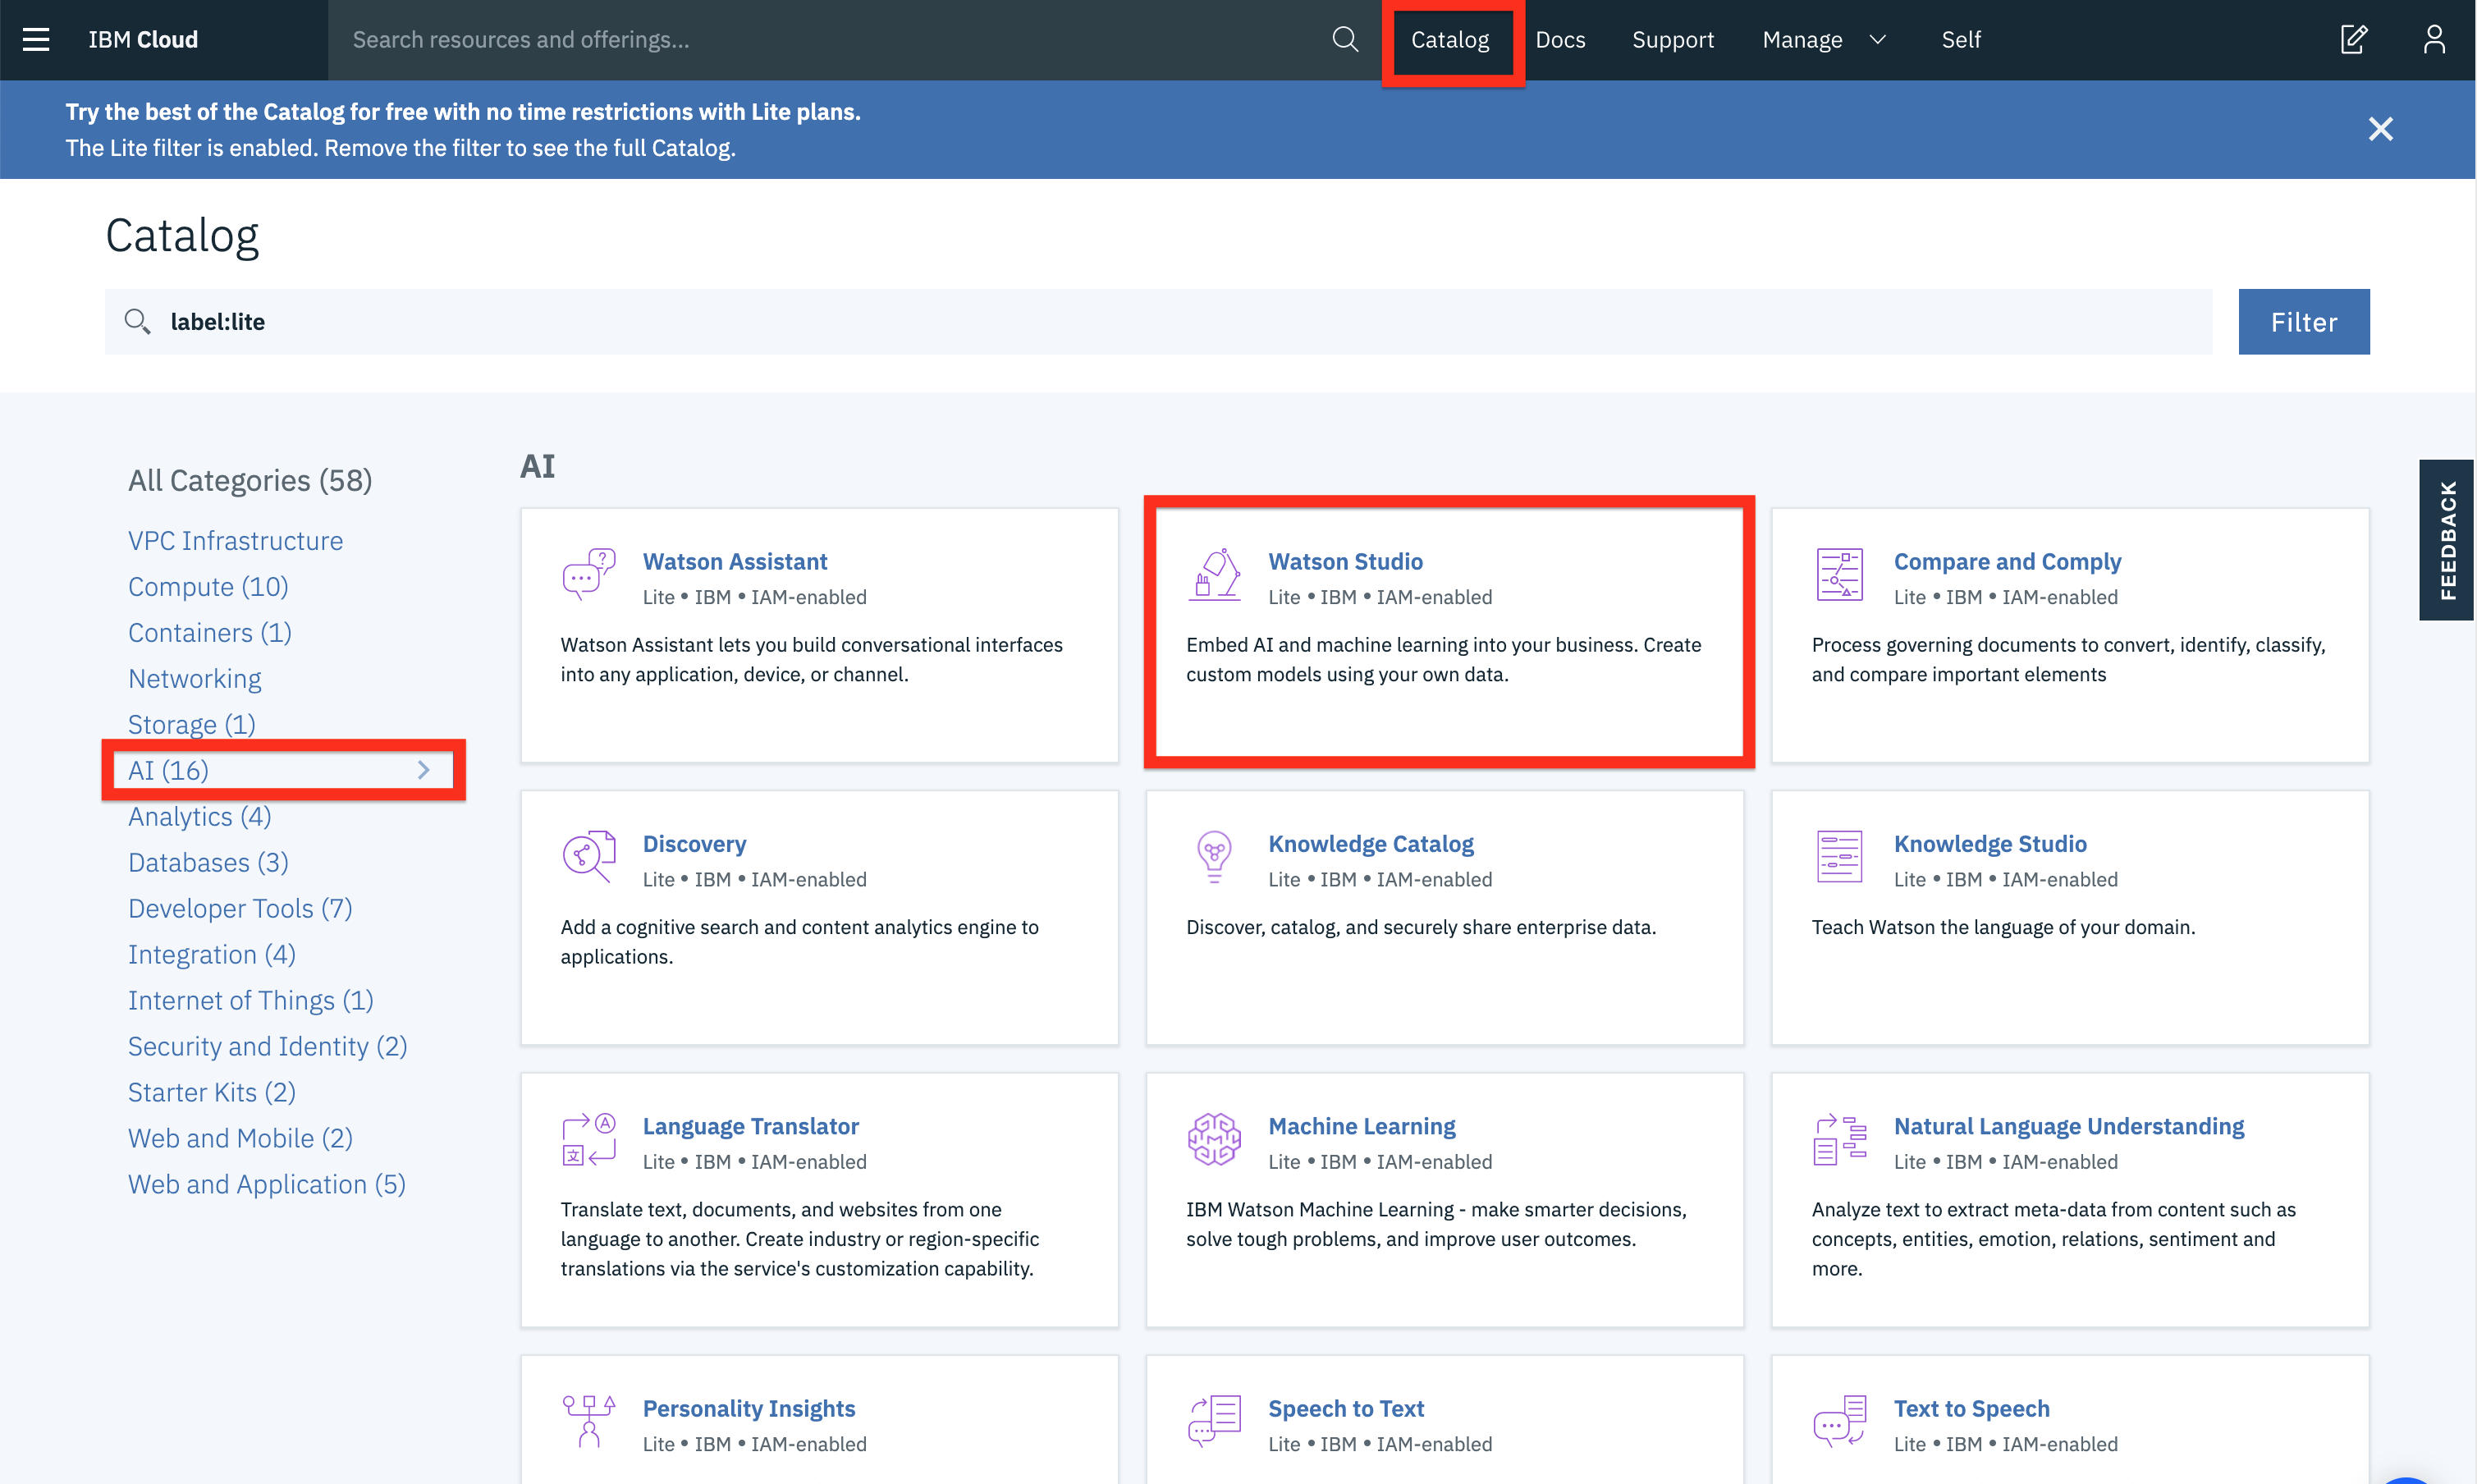 IBM Cloud
Search resources and offerings...
Catalog
Docs
Support
Manage
Self
Try the best of the Catalog for free with no time restrictions with Lite plans.
The Lite filter is enabled. Remove the filter to see the full Catalog.
Catalog
label:lite
Filter
FEEDBACK
All Categories (58)
VPC Infrastructure
Compute (10)
Containers (1)
Networking
Storage (1)
AI (16)
Analytics (4)
Databases (3)
Developer Tools (7)
Integration (4)
Internet of Things (1)
Security and Identity (2)
Starter Kits (2)
Web and Mobile (2)
Web and Application (5)
AI
Watson Assistant
Lite • IBM • IAM-enabled
Watson Assistant lets you build conversational interfaces
into any application, device, or channel.
Watson Studio
Lite • IBM • IAM-enabled
Embed AI and machine learning into your business. Create
custom models using your own data.
Compare and Comply
Lite • IBM • IAM-enabled
Process governing documents to convert, identify, classify,
and compare important elements
Discovery
Lite • IBM • IAM-enabled
Add a cognitive search and content analytics engine to
applications.
Knowledge Catalog
Lite • IBM • IAM-enabled
Discover, catalog, and securely share enterprise data.
Knowledge Studio
Lite • IBM • IAM-enabled
Teach Watson the language of your domain.
Language Translator
Lite • IBM • IAM-enabled
Translate text, documents, and websites from one
language to another. Create industry or region-specific
translations via the service's customization capability.
Machine Learning
Lite • IBM • IAM-enabled
IBM Watson Machine Learning - make smarter decisions,
solve tough problems, and improve user outcomes.
Natural Language Understanding
Lite • IBM • IAM-enabled
Analyze text to extract meta-data from content such as
concepts, entities, emotion, relations, sentiment and
more.
Personality Insights
Lite • IBM • IAM-enabled
Speech to Text
Lite • IBM • IAM-enabled
Text to Speech
Lite • IBM • IAM-enabled